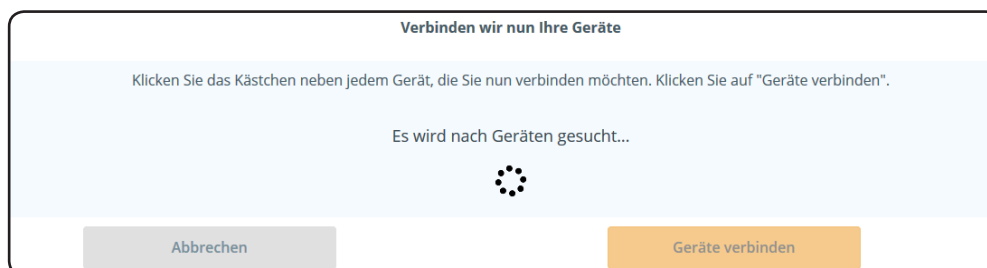 Verbinden wir nun Ihre Geräte
Klicken Sie das Kästchen neben jedem Gerät, die Sie nun verbinden möchten. Klicken Sie auf "Geräte verbinden".
Es wird nach Geräten gesucht...
Abbrechen
Geräte verbinden